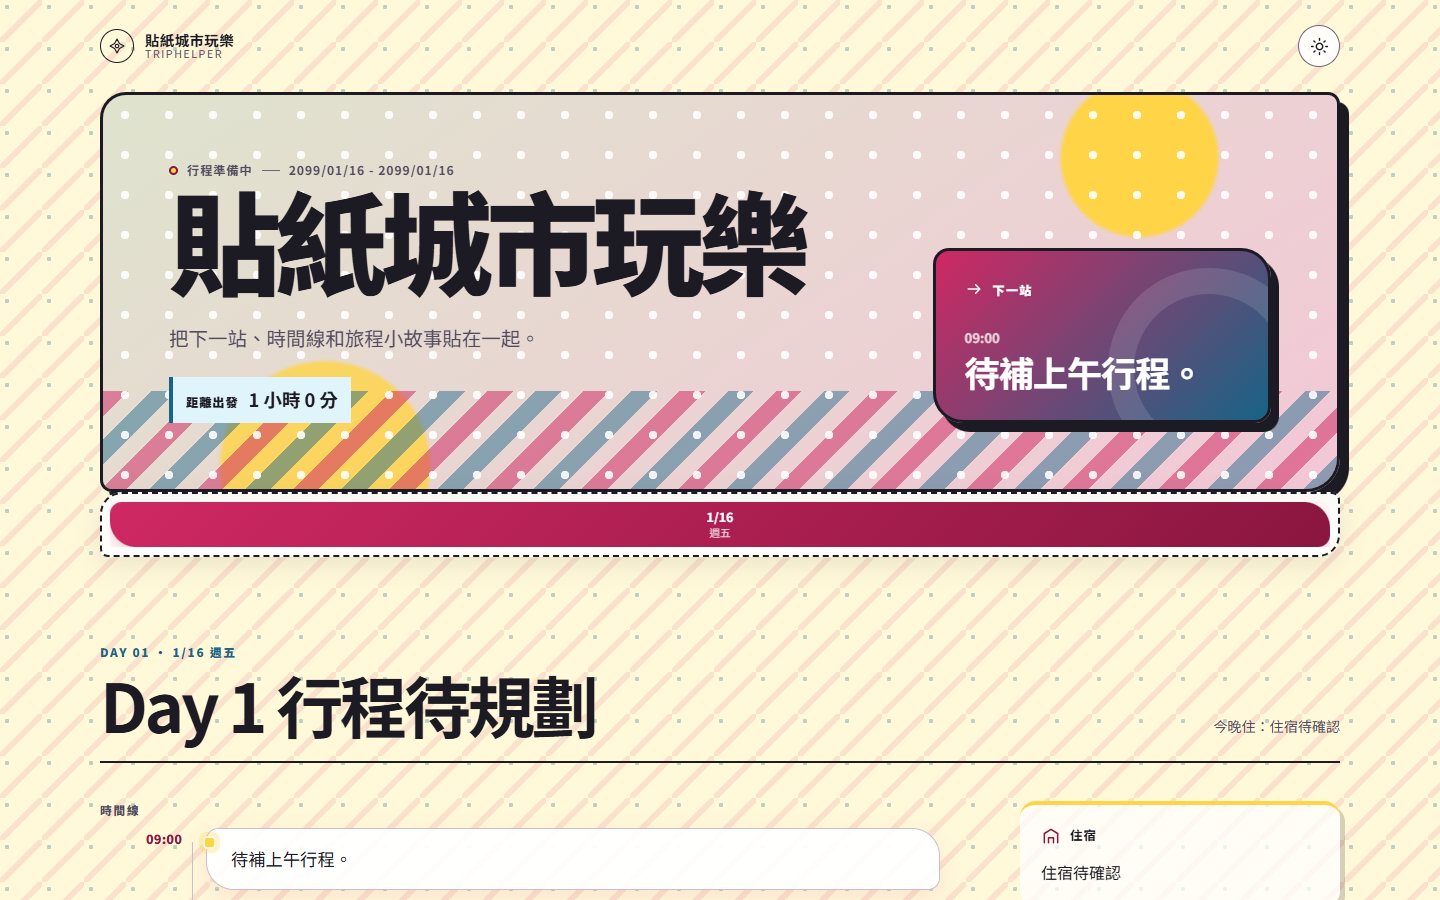 貼紙城市玩樂
TRIPHELPER
行程準備中 — 2099/01/16 - 2099/01/16
貼紙城市玩樂
把下一站、時間線和旅程小故事貼在一起。
距離出發 1 小時 0 分
下一站
09:00
待補上午行程。
1/16
週五
DAY 01 · 1/16 週五
Day 1 行程待規劃
今晚住：住宿待確認
時間線
09:00
待補上午行程。
住宿
住宿待確認